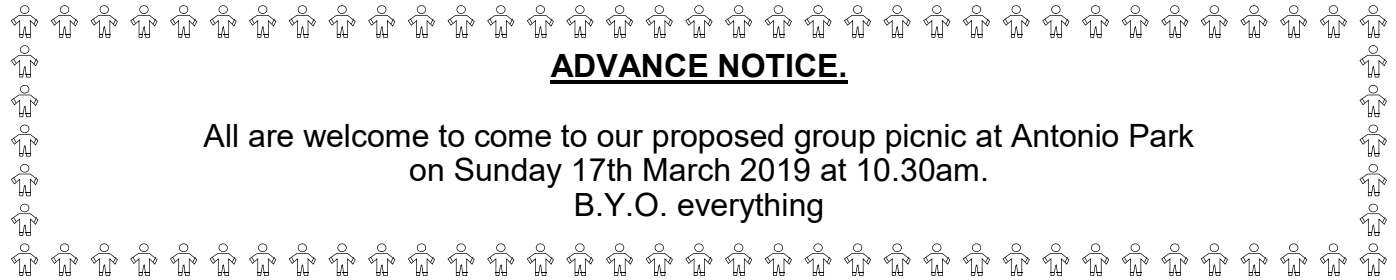 ADVANCE NOTICE.
All are welcome to come to our proposed group picnic at Antonio Park
on Sunday 17th March 2019 at 10.30am.
B.Y.O. everything